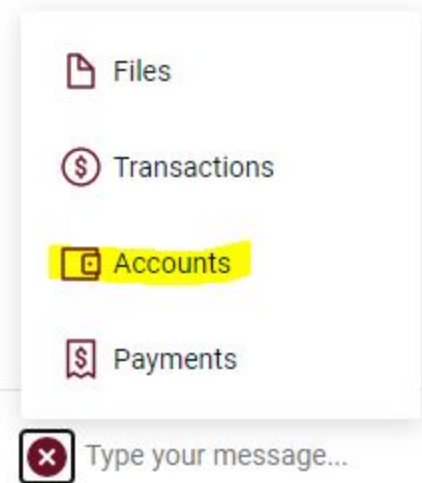 Files
Transactions
Accounts
Payments
Type your message...